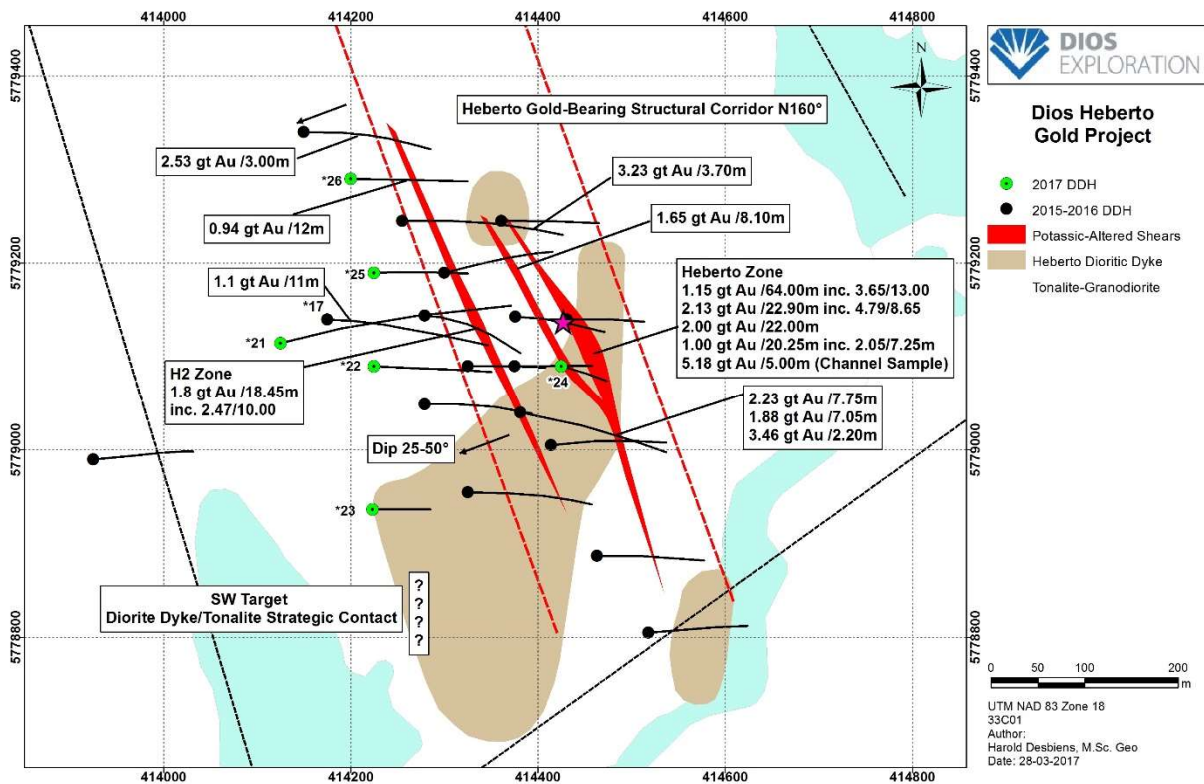 414000
414200
414400
414600
414800
5779400
5779200
5779000
5778800
5779400
5779200
5779000
5778800
414000
414200
414400
414600
414800
N
Heberto Gold-Bearing Structural Corridor N160°
2.53 gt Au /3.00m
*26
0.94 gt Au /12m
3.23 gt Au /3.70m
1.65 gt Au /8.10m
*25
1.1 gt Au /11m
*17
*21
*22
H2 Zone
1.8 gt Au /18.45m
inc. 2.47/10.00
Heberto Zone
1.15 gt Au /64.00m inc. 3.65/13.00
2.13 gt Au /22.90m inc. 4.79/8.65
2.00 gt Au /22.00m
1.00 gt Au /20.25m inc. 2.05/7.25m
5.18 gt Au /5.00m (Channel Sample)
*24
2.23 gt Au /7.75m
1.88 gt Au /7.05m
3.46 gt Au /2.20m
Dip 25-50°
*23
SW Target
Diorite Dyke/Tonalite Strategic Contact
?
?
?
?
DIOS
EXPLORATION
Dios Heberto
Gold Project
2017 DDH
2015-2016 DDH
Potassic-Altered Shears
Heberto Dioritic Dyke
Tonalite-Granodiorite
0 50 100 200
m
UTM NAD 83 Zone 18
33C01
Author:
Harold Desbiens, M.Sc. Geo
Date: 28-03-2017